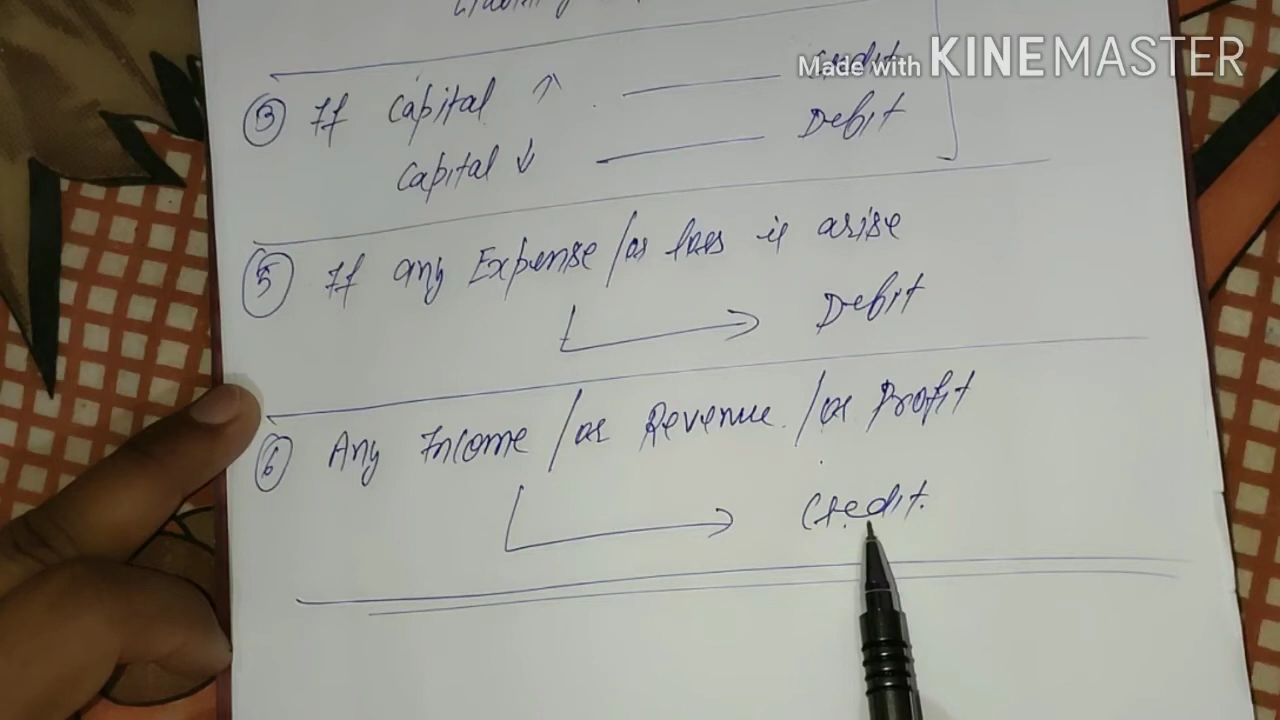 Made with KINEMASTER
③ If Capital ↑ —— Credit
Capital ↓ —— Debit
⑤ If any Expense/or loss is arise
Debit
⑥ Any Income/or Revenue/or Profit
Credit.